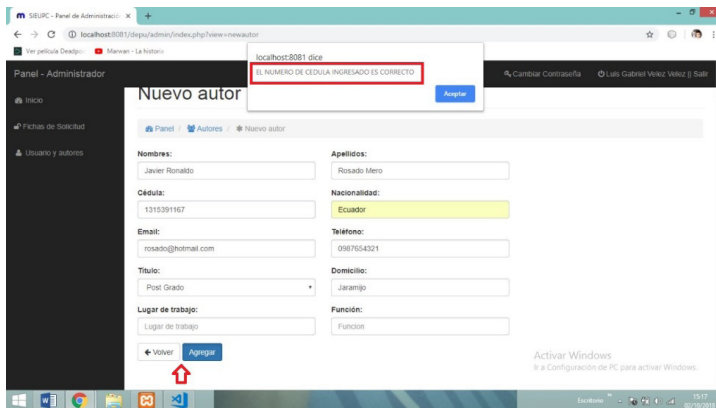 SIEUPC - Panel de Administració
localhost:8081/depu/admin/index.php?view=newautor
Ver película Deadpo
Marwan - La historia
localhost:8081 dice
EL NUMERO DE CEDULA INGRESADO ES CORRECTO
Aceptar
Panel - Administrador
Cambiar Contraseña
Luis Gabriel Velez Velez || Salir
Inicio
Fichas de Solicitud
Usuario y autores
Nuevo autor
Panel / Autores / Nuevo autor
Nombres:
Apellidos:
Javier Ronaldo
Rosado Mero
Cédula:
Nacionalidad:
1315391167
Ecuador
Email:
Teléfono:
rosado@hotmail.com
0987654321
Título:
Domicilio:
Post Grado
Jaramijo
Lugar de trabajo:
Función:
Lugar de trabajo
Funcion
Volver
Agregar
Activar Windows
Ir a Configuración de PC para activar Windows.
Escritorio
15:17